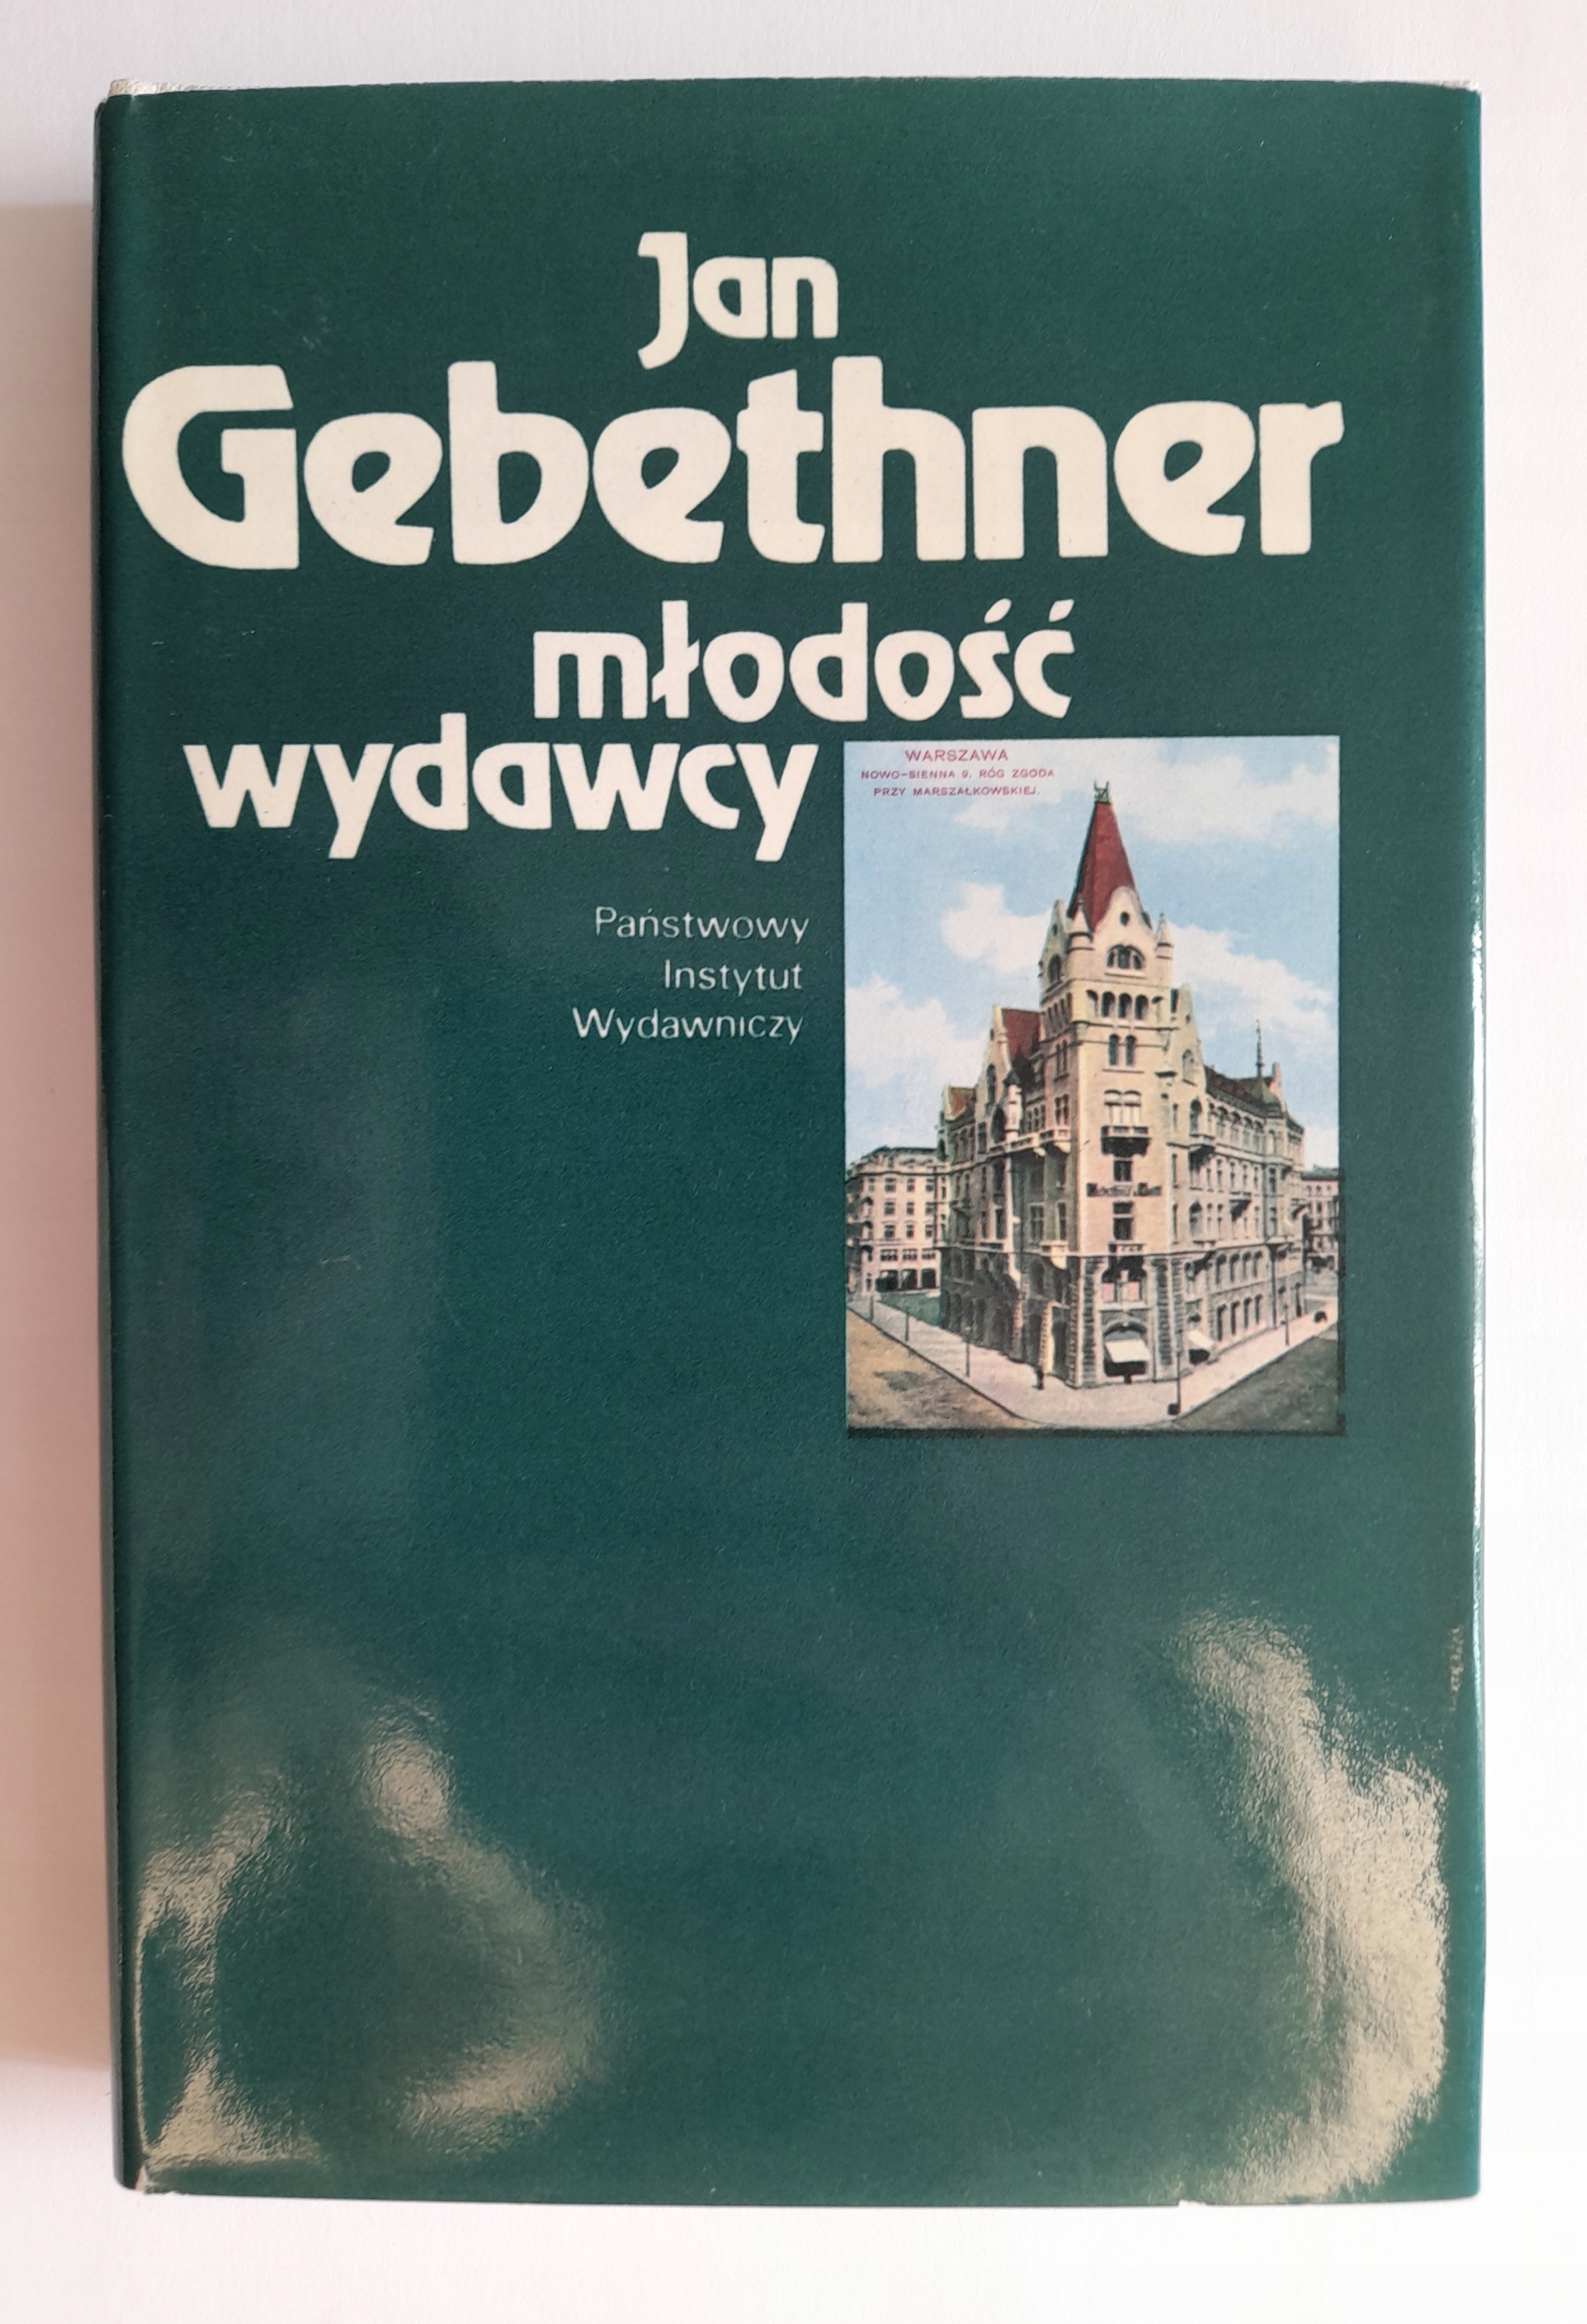 Jan
Gebethner
młodość
wydawcy
Państwowy
Instytut
Wydawniczy
WARSZAWA
NOWO-SIENNA 9. RÓG ZGODA
PRZY MARSZAŁKOWSKIEJ.